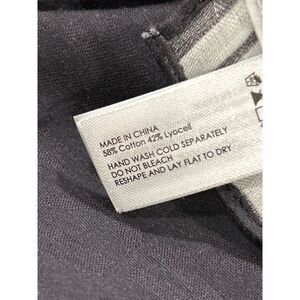 MADE IN CHINA
58% Cotton 42% Lyocell
HAND WASH COLD SEPARATELY
DO NOT BLEACH
RESHAPE AND LAY FLAT TO DRY